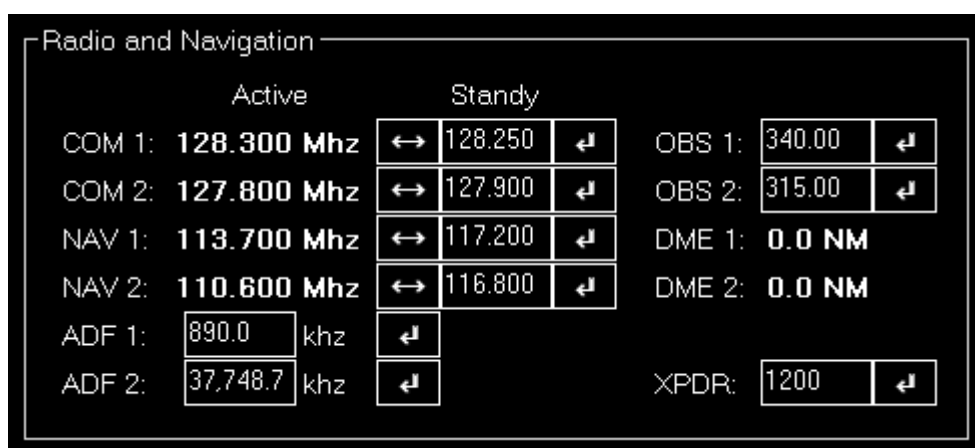 Radio and Navigation
Active Standy
COM 1: 128.300 Mhz ↔ 128.250 ↲ OBS 1: 340.00 ↲
COM 2: 127.800 Mhz ↔ 127.900 ↲ OBS 2: 315.00 ↲
NAV 1: 113.700 Mhz ↔ 117.200 ↲ DME 1: 0.0 NM
NAV 2: 110.600 Mhz ↔ 116.800 ↲ DME 2: 0.0 NM
ADF 1: 890.0 khz ↲
ADF 2: 37,748.7 khz ↲ XPDR: 1200 ↲